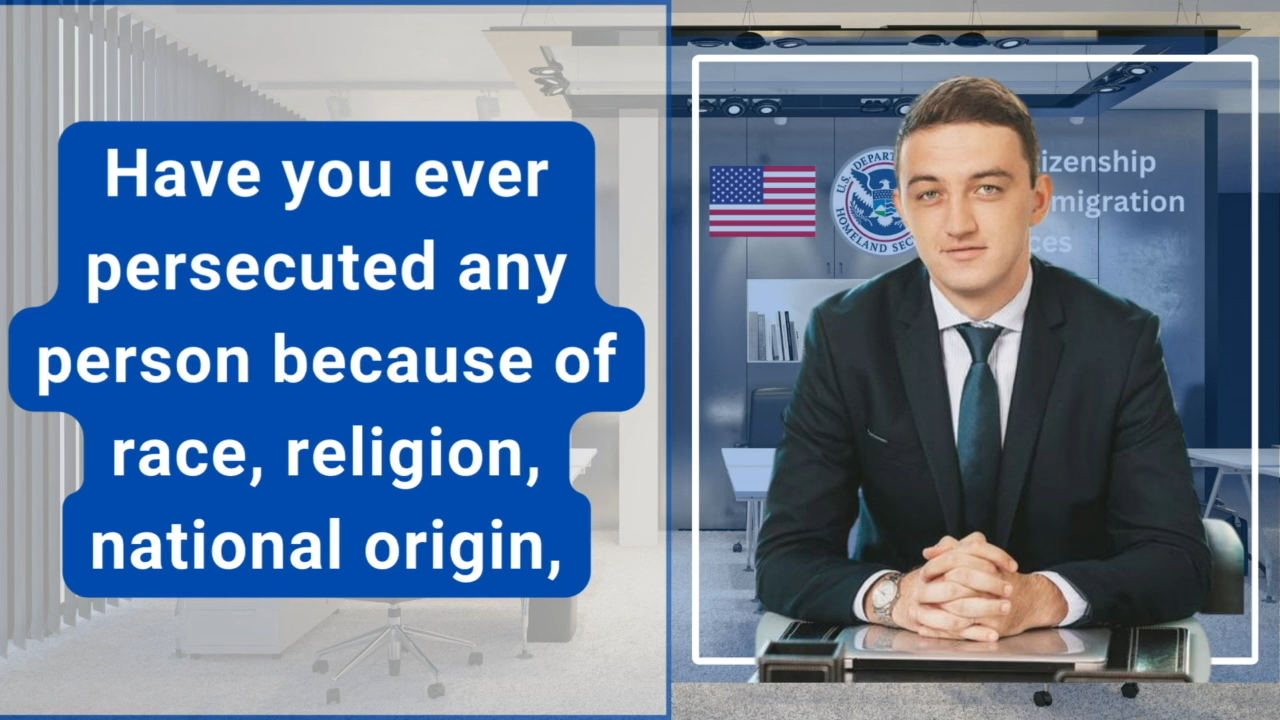 Have you ever
persecuted any
person because of
race, religion,
national origin,
U.S. DEPART
HOMELAND SEC
izenship
migration
ces